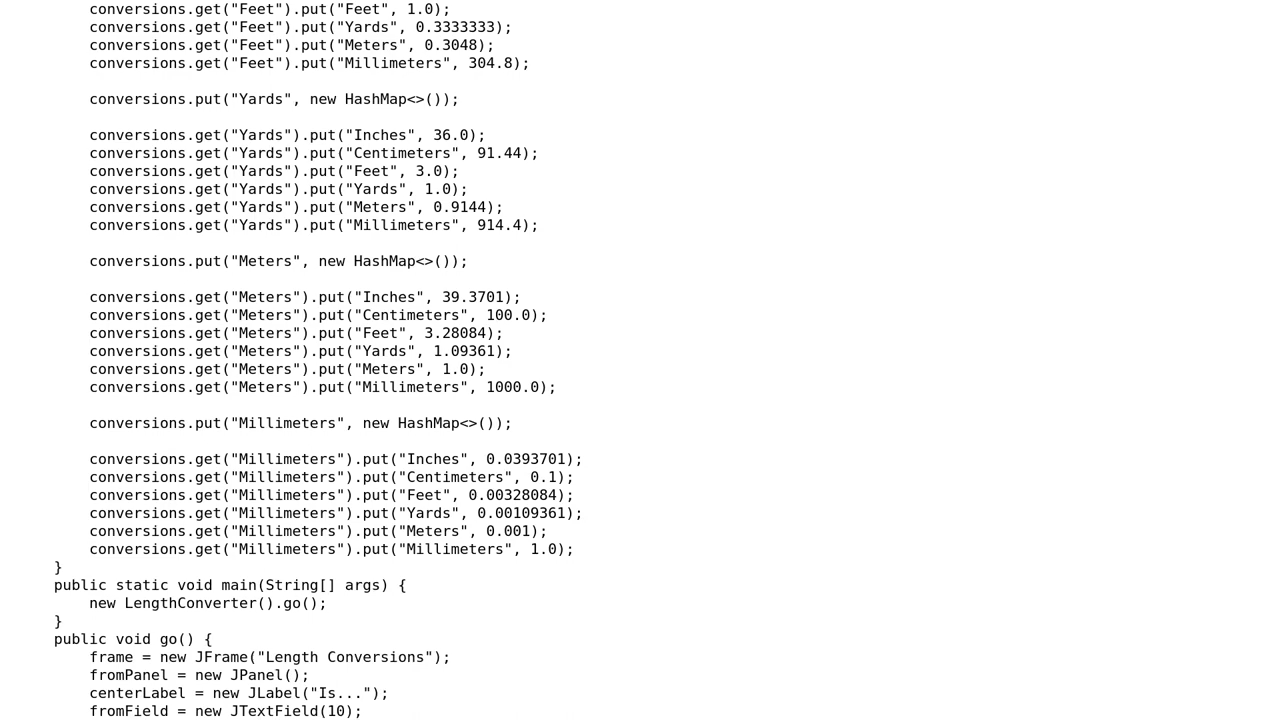 conversions.get("Feet").put("Feet", 1.0);
conversions.get("Feet").put("Yards", 0.3333333);
conversions.get("Feet").put("Meters", 0.3048);
conversions.get("Feet").put("Millimeters", 304.8);
conversions.put("Yards", new HashMap<>());
conversions.get("Yards").put("Inches", 36.0);
conversions.get("Yards").put("Centimeters", 91.44);
conversions.get("Yards").put("Feet", 3.0);
conversions.get("Yards").put("Yards", 1.0);
conversions.get("Yards").put("Meters", 0.9144);
conversions.get("Yards").put("Millimeters", 914.4);
conversions.put("Meters", new HashMap<>());
conversions.get("Meters").put("Inches", 39.3701);
conversions.get("Meters").put("Centimeters", 100.0);
conversions.get("Meters").put("Feet", 3.28084);
conversions.get("Meters").put("Yards", 1.09361);
conversions.get("Meters").put("Meters", 1.0);
conversions.get("Meters").put("Millimeters", 1000.0);
conversions.put("Millimeters", new HashMap<>());
conversions.get("Millimeters").put("Inches", 0.0393701);
conversions.get("Millimeters").put("Centimeters", 0.1);
conversions.get("Millimeters").put("Feet", 0.00328084);
conversions.get("Millimeters").put("Yards", 0.00109361);
conversions.get("Millimeters").put("Meters", 0.001);
conversions.get("Millimeters").put("Millimeters", 1.0);
}
public static void main(String[] args) {
new LengthConverter().go();
}
public void go() {
frame = new JFrame("Length Conversions");
fromPanel = new JPanel();
centerLabel = new JLabel("Is...");
fromField = new JTextField(10);